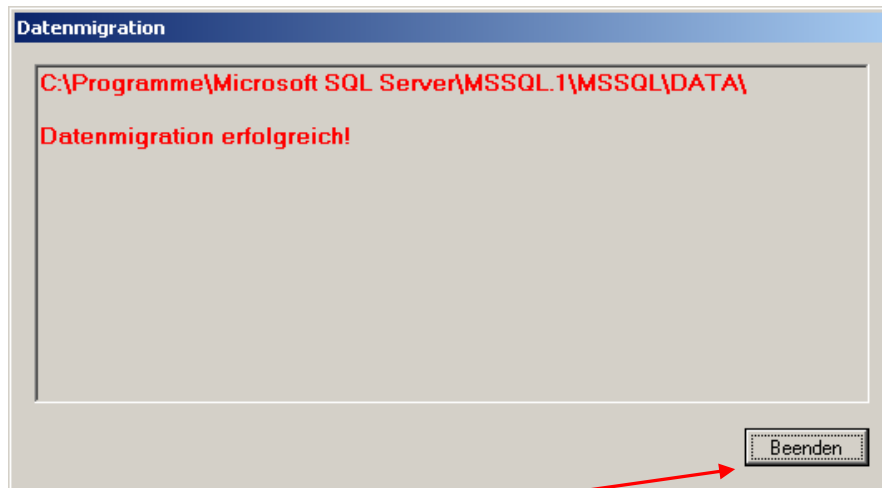 Datenmigration
C:\Programme\Microsoft SQL Server\MSSQL.1\MSSQL\DATA\
Datenmigration erfolgreich!
Beenden